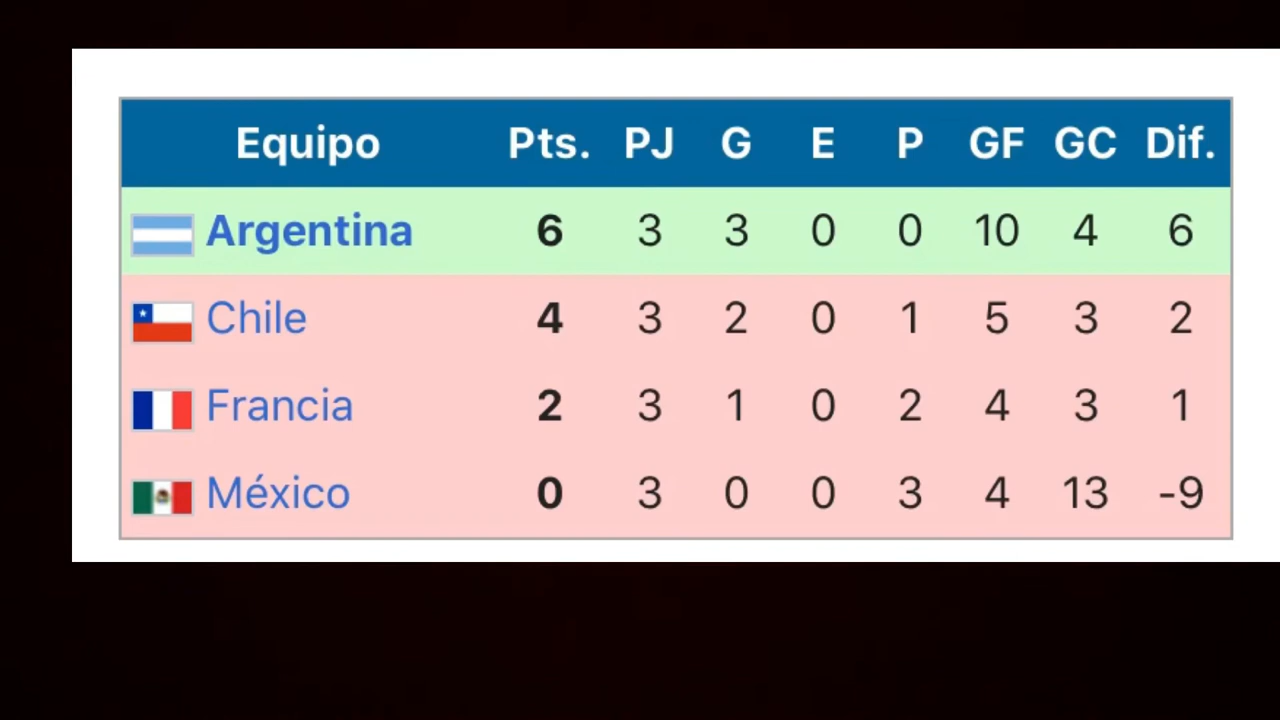 Equipo Pts. PJ G E P GF GC Dif.
Argentina 6 3 3 0 0 10 4 6
Chile 4 3 2 0 1 5 3 2
Francia 2 3 1 0 2 4 3 1
México 0 3 0 0 3 4 13 -9